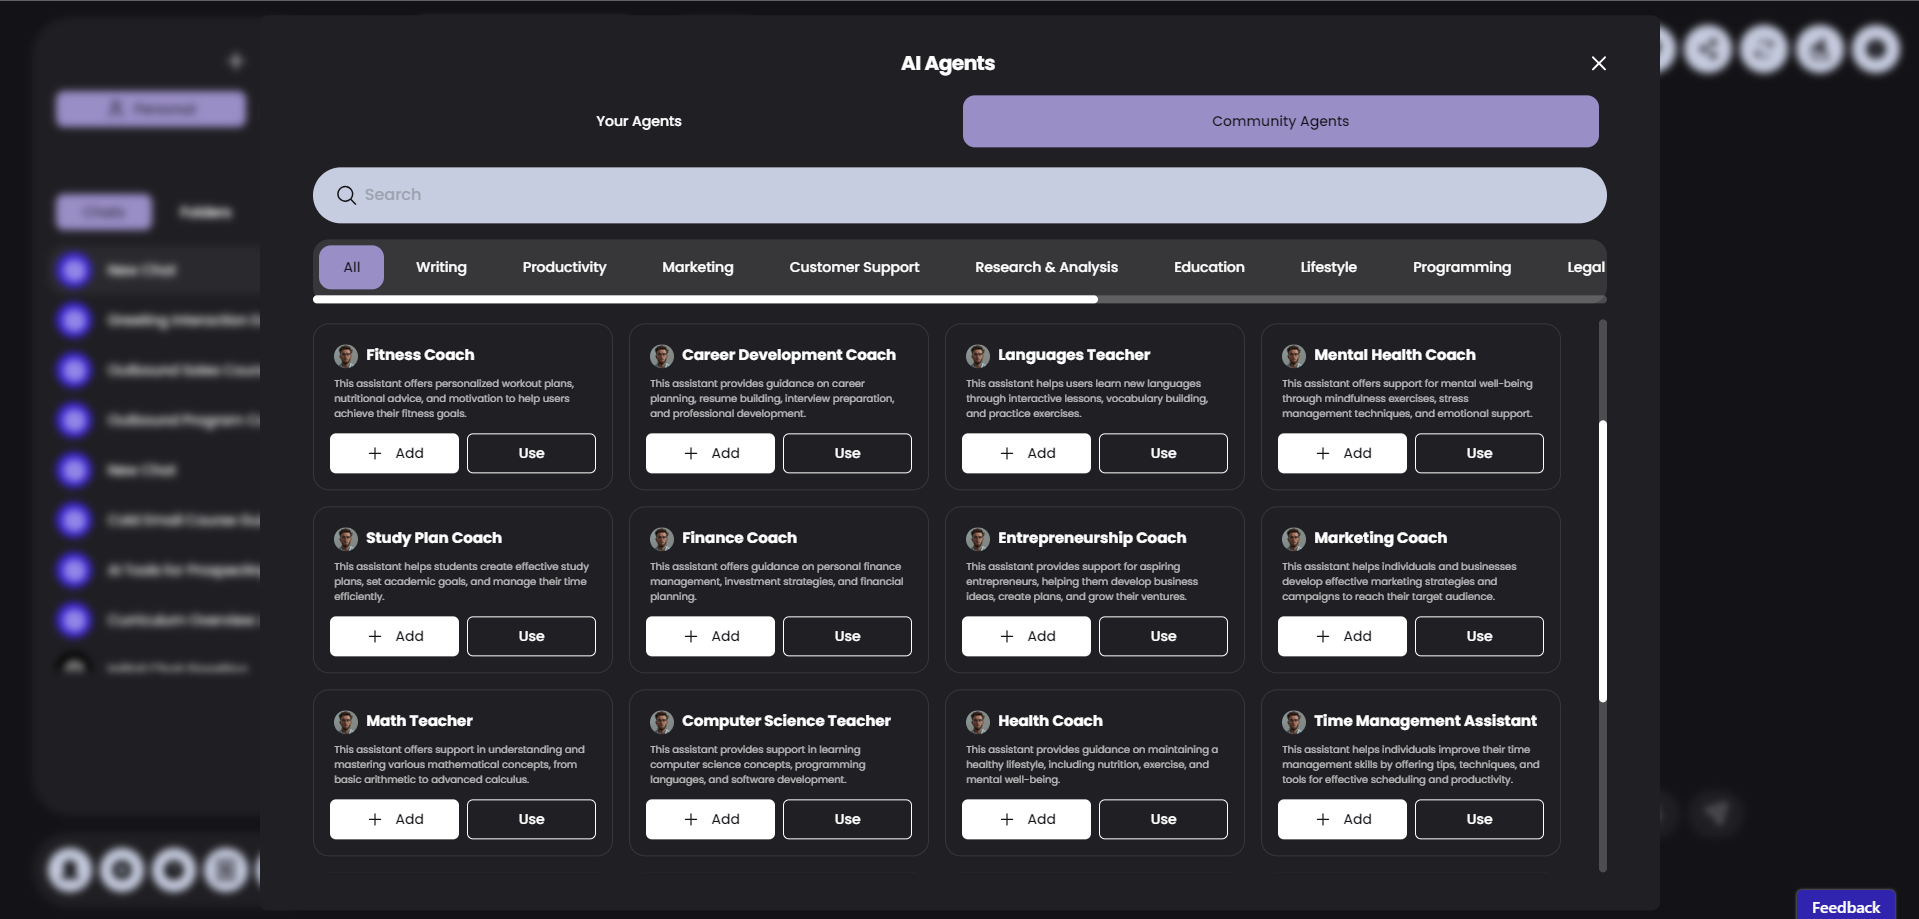 AI Agents
Your Agents
Community Agents
Search
All
Writing
Productivity
Marketing
Customer Support
Research & Analysis
Education
Lifestyle
Programming
Legal
Fitness Coach
This assistant offers personalized workout plans,
nutritional advice, and motivation to help users
achieve their fitness goals.
Add
Use
Career Development Coach
This assistant provides guidance on career
planning, resume building, interview preparation,
and professional development.
Add
Use
Languages Teacher
This assistant helps users learn new languages
through interactive lessons, vocabulary building,
and practice exercises.
Add
Use
Mental Health Coach
This assistant offers support for mental well-being
through mindfulness exercises, stress
management techniques, and emotional support.
Add
Use
Study Plan Coach
This assistant helps students create effective study
plans, set academic goals, and manage their time
efficiently.
Add
Use
Finance Coach
This assistant offers guidance on personal finance
management, investment strategies, and financial
planning.
Add
Use
Entrepreneurship Coach
This assistant provides support for aspiring
entrepreneurs, helping them develop business
ideas, create plans, and grow their ventures.
Add
Use
Marketing Coach
This assistant helps individuals and businesses
develop effective marketing strategies and
campaigns to reach their target audience.
Add
Use
Math Teacher
This assistant offers support in understanding and
mastering various mathematical concepts, from
basic arithmetic to advanced calculus.
Add
Use
Computer Science Teacher
This assistant provides support in learning
computer science concepts, programming
languages, and software development.
Add
Use
Health Coach
This assistant provides guidance on maintaining a
healthy lifestyle, including nutrition, exercise, and
mental well-being.
Add
Use
Time Management Assistant
This assistant helps individuals improve their time
management skills by offering tips, techniques, and
tools for effective scheduling and productivity.
Add
Use
Personal
Chats
Folders
New Chat
New Chat
Feedback